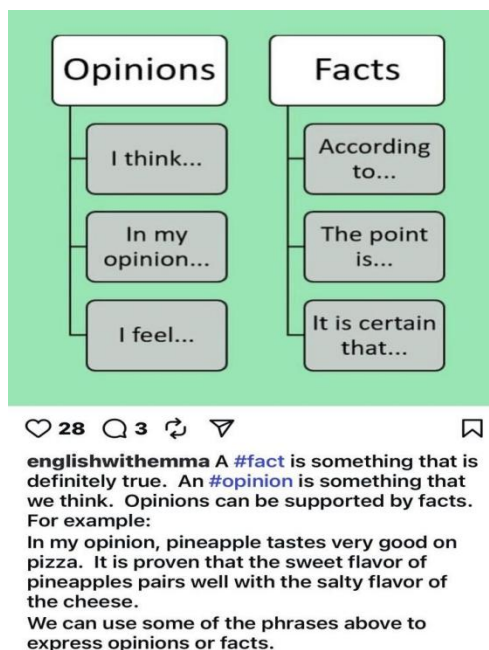 Opinions
I think...
In my
opinion...
I feel...
Facts
According
to...
The point
is...
It is certain
that...
28 3
englishwithemma A #fact is something that is
definitely true. An #opinion is something that
we think. Opinions can be supported by facts.
For example:
In my opinion, pineapple tastes very good on
pizza. It is proven that the sweet flavor of
pineapples pairs well with the salty flavor of
the cheese.
We can use some of the phrases above to
express opinions or facts.